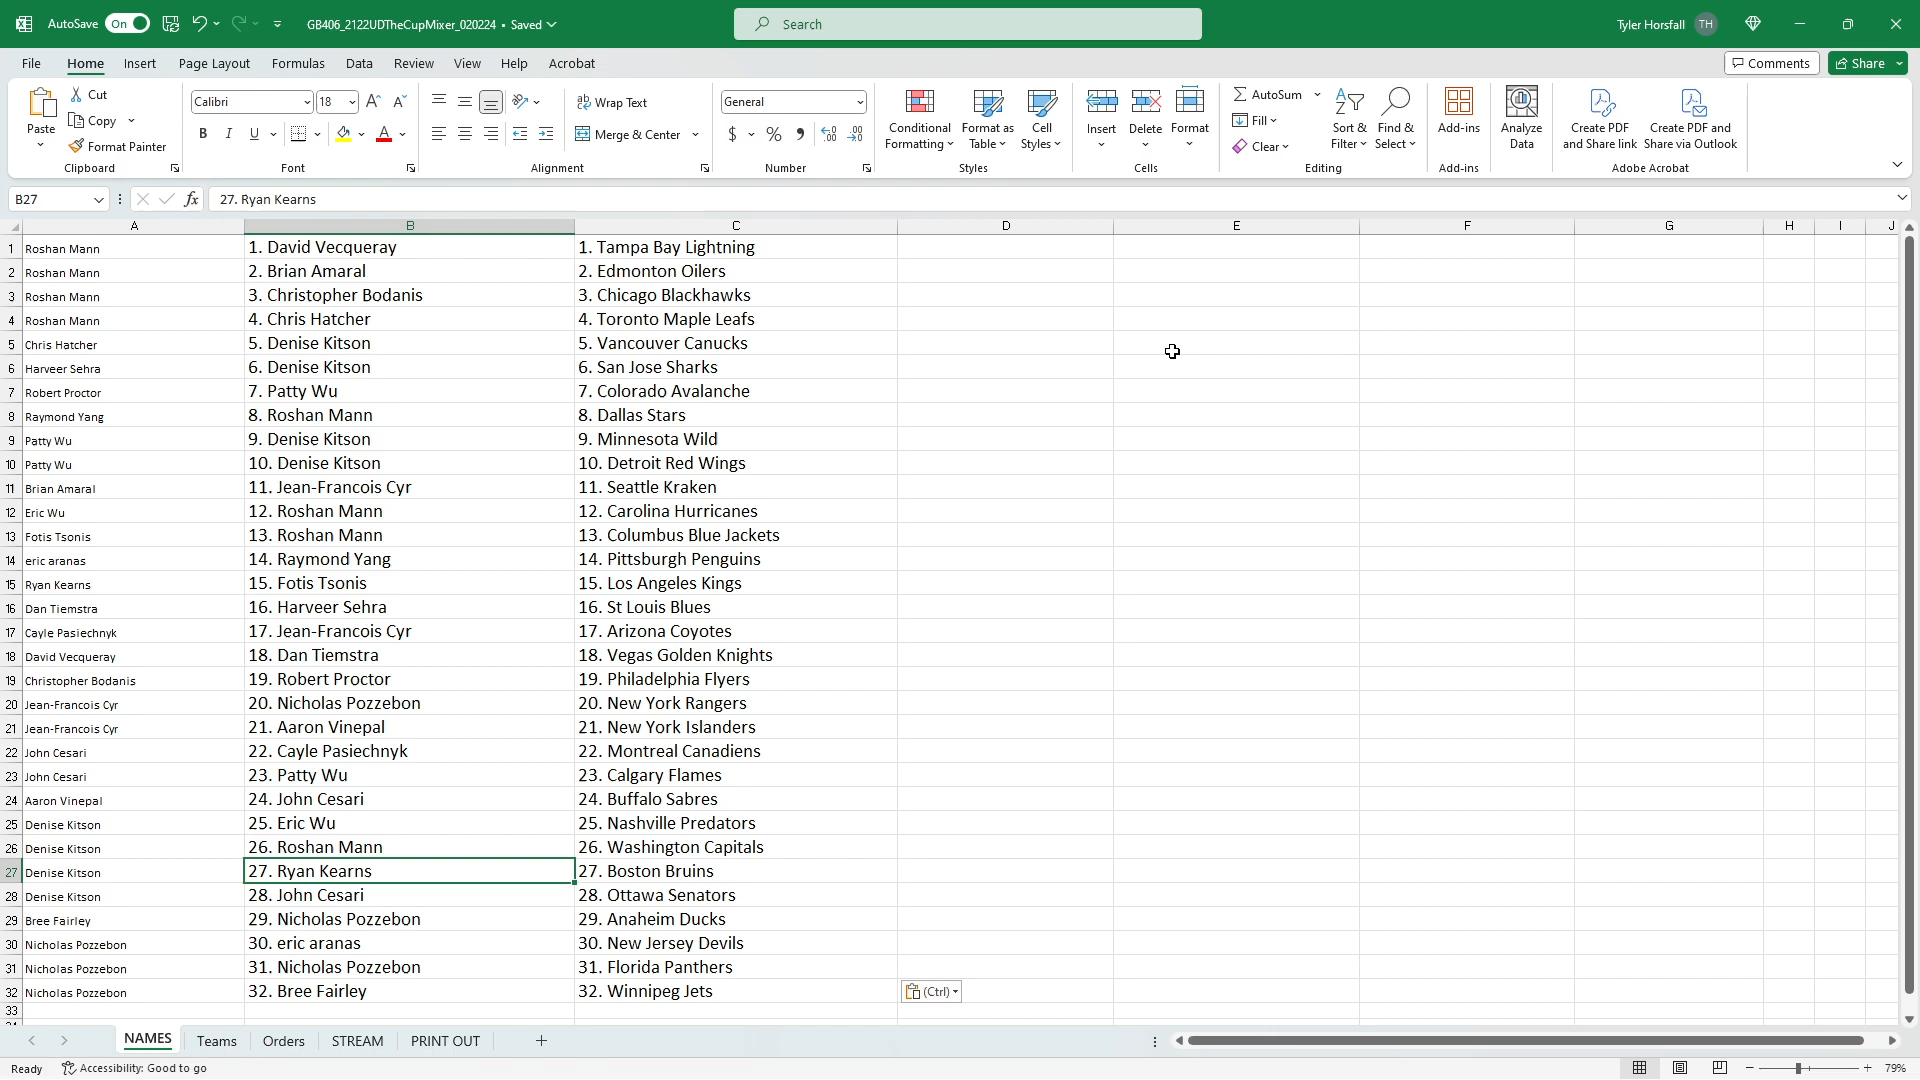 AutoSave On GB406_2122UDTheCupMixer_020224 • Saved Search Tyler Horsfall TH
File Home Insert Page Layout Formulas Data Review View Help Acrobat Comments Share
Paste Cut Copy Format Painter Clipboard
Calibri 18 B I U A Font
Wrap Text Merge & Center Alignment
General $ % Number
Conditional Formatting Format as Table Cell Styles Styles
Insert Delete Format Cells
AutoSum Fill Clear Sort & Filter Find & Select Editing
Add-ins Add-ins
Analyze Data
Create PDF and Share link Create PDF and Share via Outlook Adobe Acrobat
B27 fx 27. Ryan Kearns
A B C D E F G H I J
1 Roshan Mann 1. David Vecqueray 1. Tampa Bay Lightning
2 Roshan Mann 2. Brian Amaral 2. Edmonton Oilers
3 Roshan Mann 3. Christopher Bodanis 3. Chicago Blackhawks
4 Roshan Mann 4. Chris Hatcher 4. Toronto Maple Leafs
5 Chris Hatcher 5. Denise Kitson 5. Vancouver Canucks
6 Harveer Sehra 6. Denise Kitson 6. San Jose Sharks
7 Robert Proctor 7. Patty Wu 7. Colorado Avalanche
8 Raymond Yang 8. Roshan Mann 8. Dallas Stars
9 Patty Wu 9. Denise Kitson 9. Minnesota Wild
10 Patty Wu 10. Denise Kitson 10. Detroit Red Wings
11 Brian Amaral 11. Jean-Francois Cyr 11. Seattle Kraken
12 Eric Wu 12. Roshan Mann 12. Carolina Hurricanes
13 Fotis Tsonis 13. Roshan Mann 13. Columbus Blue Jackets
14 eric aranas 14. Raymond Yang 14. Pittsburgh Penguins
15 Ryan Kearns 15. Fotis Tsonis 15. Los Angeles Kings
16 Dan Tiemstra 16. Harveer Sehra 16. St Louis Blues
17 Cayle Pasiechnyk 17. Jean-Francois Cyr 17. Arizona Coyotes
18 David Vecqueray 18. Dan Tiemstra 18. Vegas Golden Knights
19 Christopher Bodanis 19. Robert Proctor 19. Philadelphia Flyers
20 Jean-Francois Cyr 20. Nicholas Pozzebon 20. New York Rangers
21 Jean-Francois Cyr 21. Aaron Vinepal 21. New York Islanders
22 John Cesari 22. Cayle Pasiechnyk 22. Montreal Canadiens
23 John Cesari 23. Patty Wu 23. Calgary Flames
24 Aaron Vinepal 24. John Cesari 24. Buffalo Sabres
25 Denise Kitson 25. Eric Wu 25. Nashville Predators
26 Denise Kitson 26. Roshan Mann 26. Washington Capitals
27 Denise Kitson 27. Ryan Kearns 27. Boston Bruins
28 Denise Kitson 28. John Cesari 28. Ottawa Senators
29 Bree Fairley 29. Nicholas Pozzebon 29. Anaheim Ducks
30 Nicholas Pozzebon 30. eric aranas 30. New Jersey Devils
31 Nicholas Pozzebon 31. Nicholas Pozzebon 31. Florida Panthers
32 Nicholas Pozzebon 32. Bree Fairley 32. Winnipeg Jets (Ctrl)
33
NAMES Teams Orders STREAM PRINT OUT
Ready Accessibility: Good to go 79%